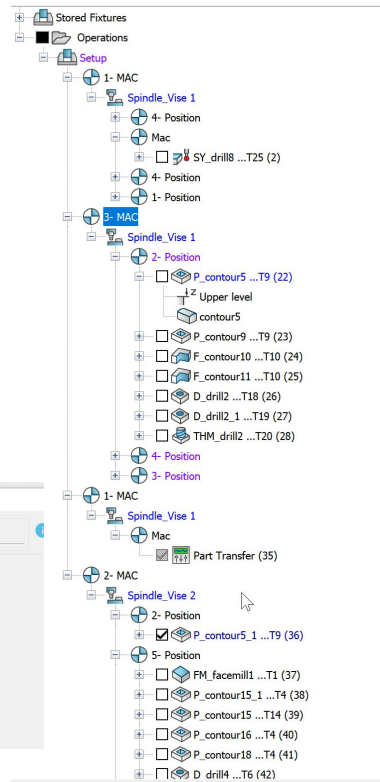 Stored Fixtures
Operations
Setup
1- MAC
Spindle_Vise 1
4- Position
Mac
SY_drill8 ...T25 (2)
4- Position
1- Position
3- MAC
Spindle_Vise 1
2- Position
P_contour5 ...T9 (22)
Z Upper level
contour5
P_contour9 ...T9 (23)
F_contour10 ...T10 (24)
F_contour11 ...T10 (25)
D_drill2 ...T18 (26)
D_drill2_1 ...T19 (27)
THM_drill2 ...T20 (28)
4- Position
3- Position
1- MAC
Spindle_Vise 1
Mac
Part Transfer (35)
2- MAC
Spindle_Vise 2
2- Position
P_contour5_1 ...T9 (36)
5- Position
FM_facemill1 ...T1 (37)
P_contour15_1 ...T4 (38)
P_contour15 ...T14 (39)
P_contour16 ...T4 (40)
P_contour18 ...T4 (41)
D_drill4 ...T6 (42)